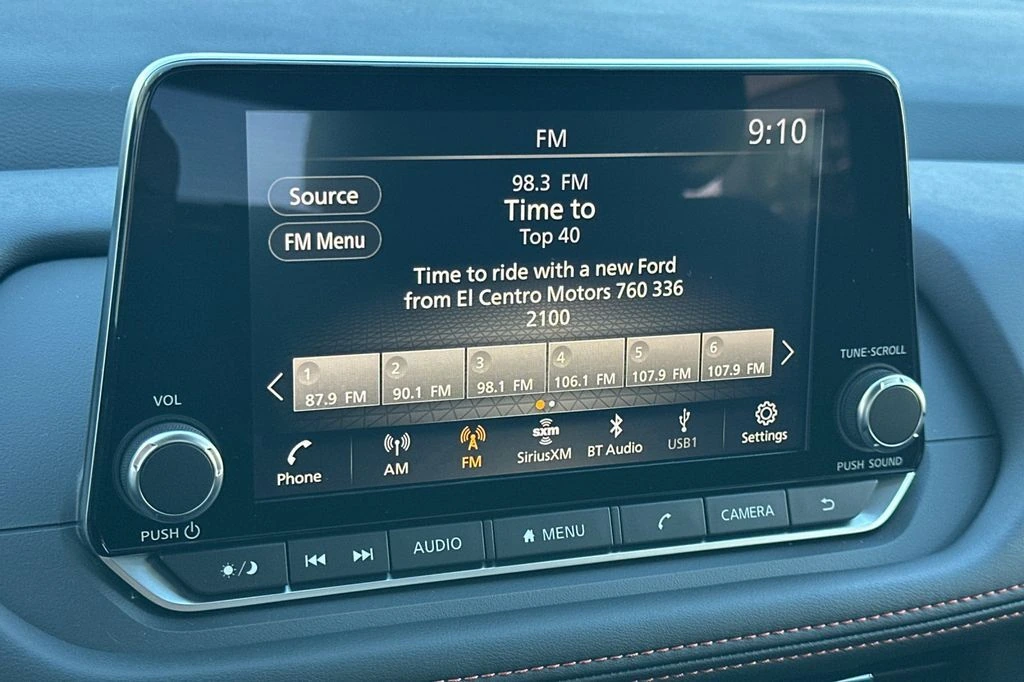 FM
9:10
Source
98.3 FM
Time to
FM Menu
Top 40
Time to ride with a new Ford
from El Centro Motors 760 336
2100
1
87.9 FM
2
90.1 FM
3
98.1 FM
4
106.1 FM
5
107.9 FM
6
107.9 FM
Phone
AM
FM
sxm
SiriusXM
BT Audio
USB1
Settings
VOL
PUSH
TUNE·SCROLL
PUSH SOUND
AUDIO
MENU
CAMERA